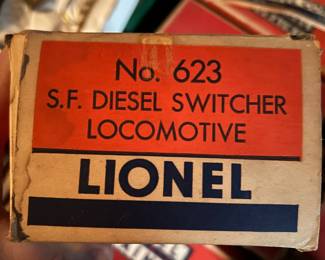 No. 623
S.F. DIESEL SWITCHER
LOCOMOTIVE
LIONEL